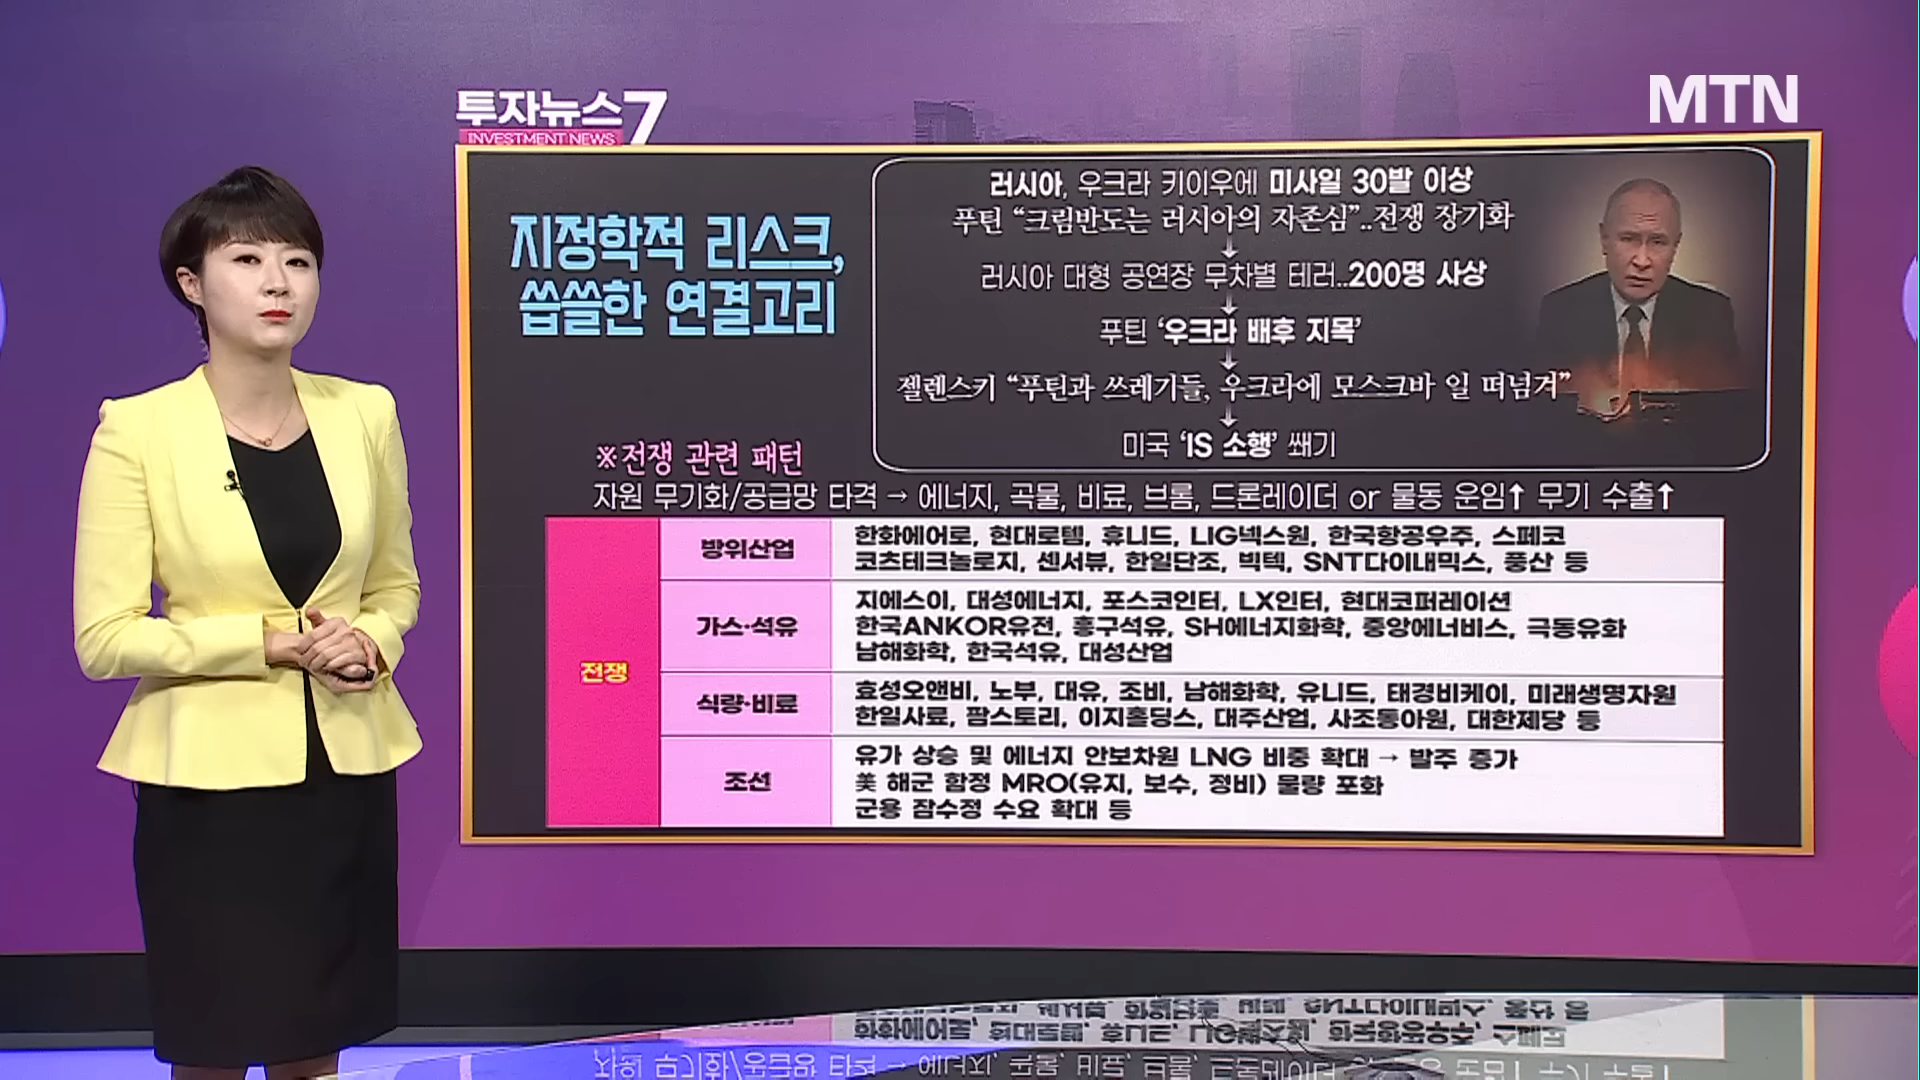 MTN
투자뉴스7
INVESTMENT NEWS
지정학적 리스크,
씁쓸한 연결고리
러시아, 우크라 키이우에 미사일 30발 이상
푸틴 “크림반도는 러시아의 자존심”..전쟁 장기화
↓
러시아 대형 공연장 무차별 테러..200명 사상
↓
푸틴 ‘우크라 배후 지목’
↓
젤렌스키 “푸틴과 쓰레기들, 우크라에 모스크바 일 떠넘겨”
↓
미국 ‘IS 소행’ 쐐기
※전쟁 관련 패턴
자원 무기화/공급망 타격 → 에너지, 곡물, 비료, 브롬, 드론레이더 or 물동 운임↑ 무기 수출↑
전쟁
방위산업
한화에어로, 현대로템, 휴니드, LIG넥스원, 한국항공우주, 스페코
코츠테크놀로지, 센서뷰, 한일단조, 빅텍, SNT다이내믹스, 풍산 등
가스·석유
지에스이, 대성에너지, 포스코인터, LX인터, 현대코퍼레이션
한국ANKOR유전, 흥구석유, SH에너지화학, 중앙에너비스, 극동유화
남해화학, 한국석유, 대성산업
식량·비료
효성오앤비, 노부, 대유, 조비, 남해화학, 유니드, 태경비케이, 미래생명자원
한일사료, 팜스토리, 이지홀딩스, 대주산업, 사조동아원, 대한제당 등
조선
유가 상승 및 에너지 안보차원 LNG 비중 확대 → 발주 증가
美 해군 함정 MRO(유지, 보수, 정비) 물량 포화
군용 잠수정 수요 확대 등